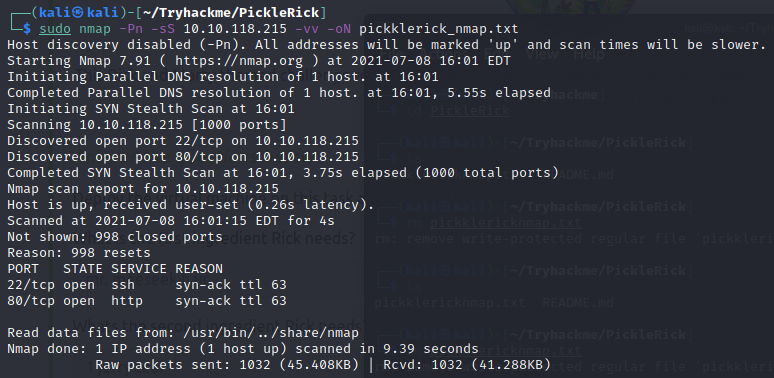 ┌──(kali㉿kali)-[~/Tryhackme/PickleRick]
└─$ sudo nmap -Pn -sS 10.10.118.215 -vv -oN pickklerick_nmap.txt
Host discovery disabled (-Pn). All addresses will be marked 'up' and scan times will be slower.
Starting Nmap 7.91 ( https://nmap.org ) at 2021-07-08 16:01 EDT
Initiating Parallel DNS resolution of 1 host. at 16:01
Completed Parallel DNS resolution of 1 host. at 16:01, 5.55s elapsed
Initiating SYN Stealth Scan at 16:01
Scanning 10.10.118.215 [1000 ports]
Discovered open port 22/tcp on 10.10.118.215
Discovered open port 80/tcp on 10.10.118.215
Completed SYN Stealth Scan at 16:01, 3.75s elapsed (1000 total ports)
Nmap scan report for 10.10.118.215
Host is up, received user-set (0.26s latency).
Scanned at 2021-07-08 16:01:15 EDT for 4s
Not shown: 998 closed ports
Reason: 998 resets
PORT   STATE SERVICE REASON
22/tcp open  ssh     syn-ack ttl 63
80/tcp open  http    syn-ack ttl 63
Read data files from: /usr/bin/../share/nmap
Nmap done: 1 IP address (1 host up) scanned in 9.39 seconds
Raw packets sent: 1032 (45.408KB) | Rcvd: 1032 (41.288KB)